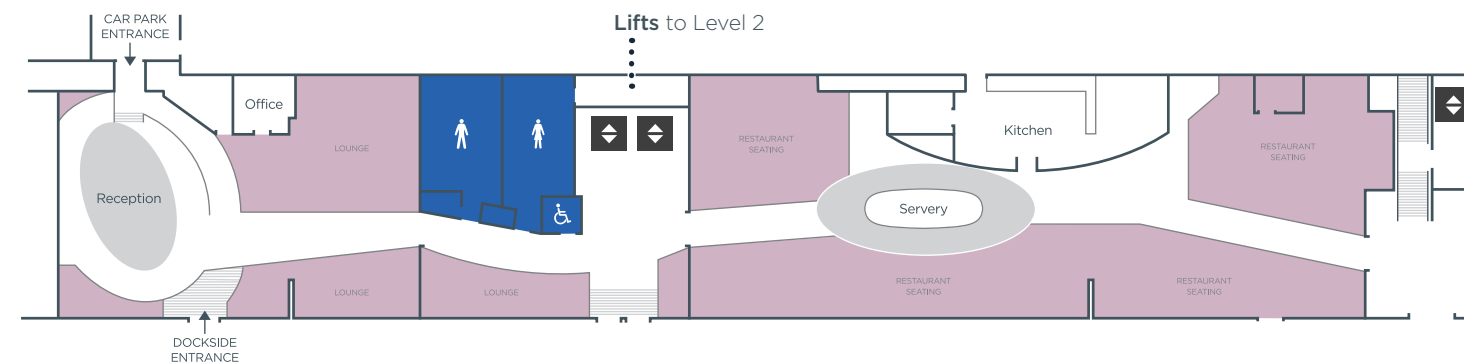 CAR PARK
ENTRANCE
Lifts to Level 2
Office
LOUNGE
RESTAURANT
SEATING
Kitchen
RESTAURANT
SEATING
Reception
Servery
LOUNGE
LOUNGE
RESTAURANT
SEATING
RESTAURANT
SEATING
DOCKSIDE
ENTRANCE